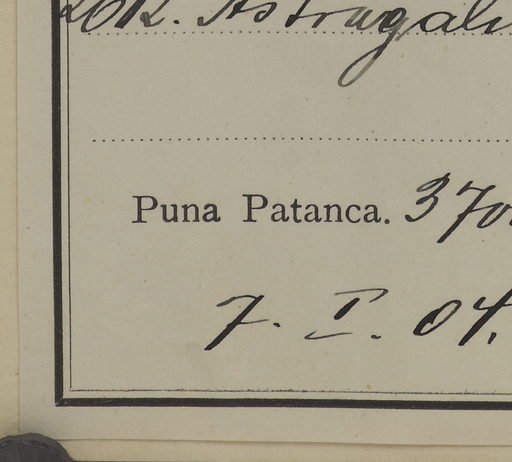 Astragali
Puna Patanca. 370
7. I. 04.